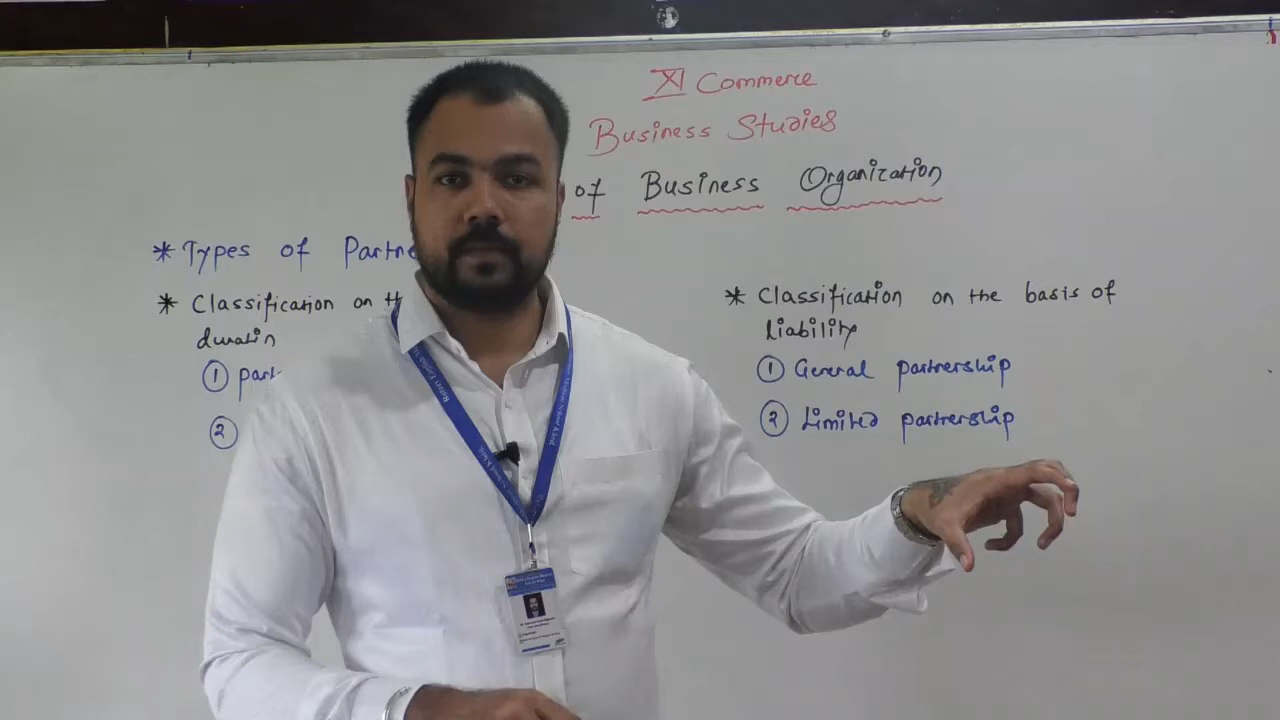 XI Commerce
Business Studies
of Business Organization
* Types of Partne
* Classification on th
duratin
① part
②
* Classification on the basis of
Liability
① General partnership
② Limited partnership